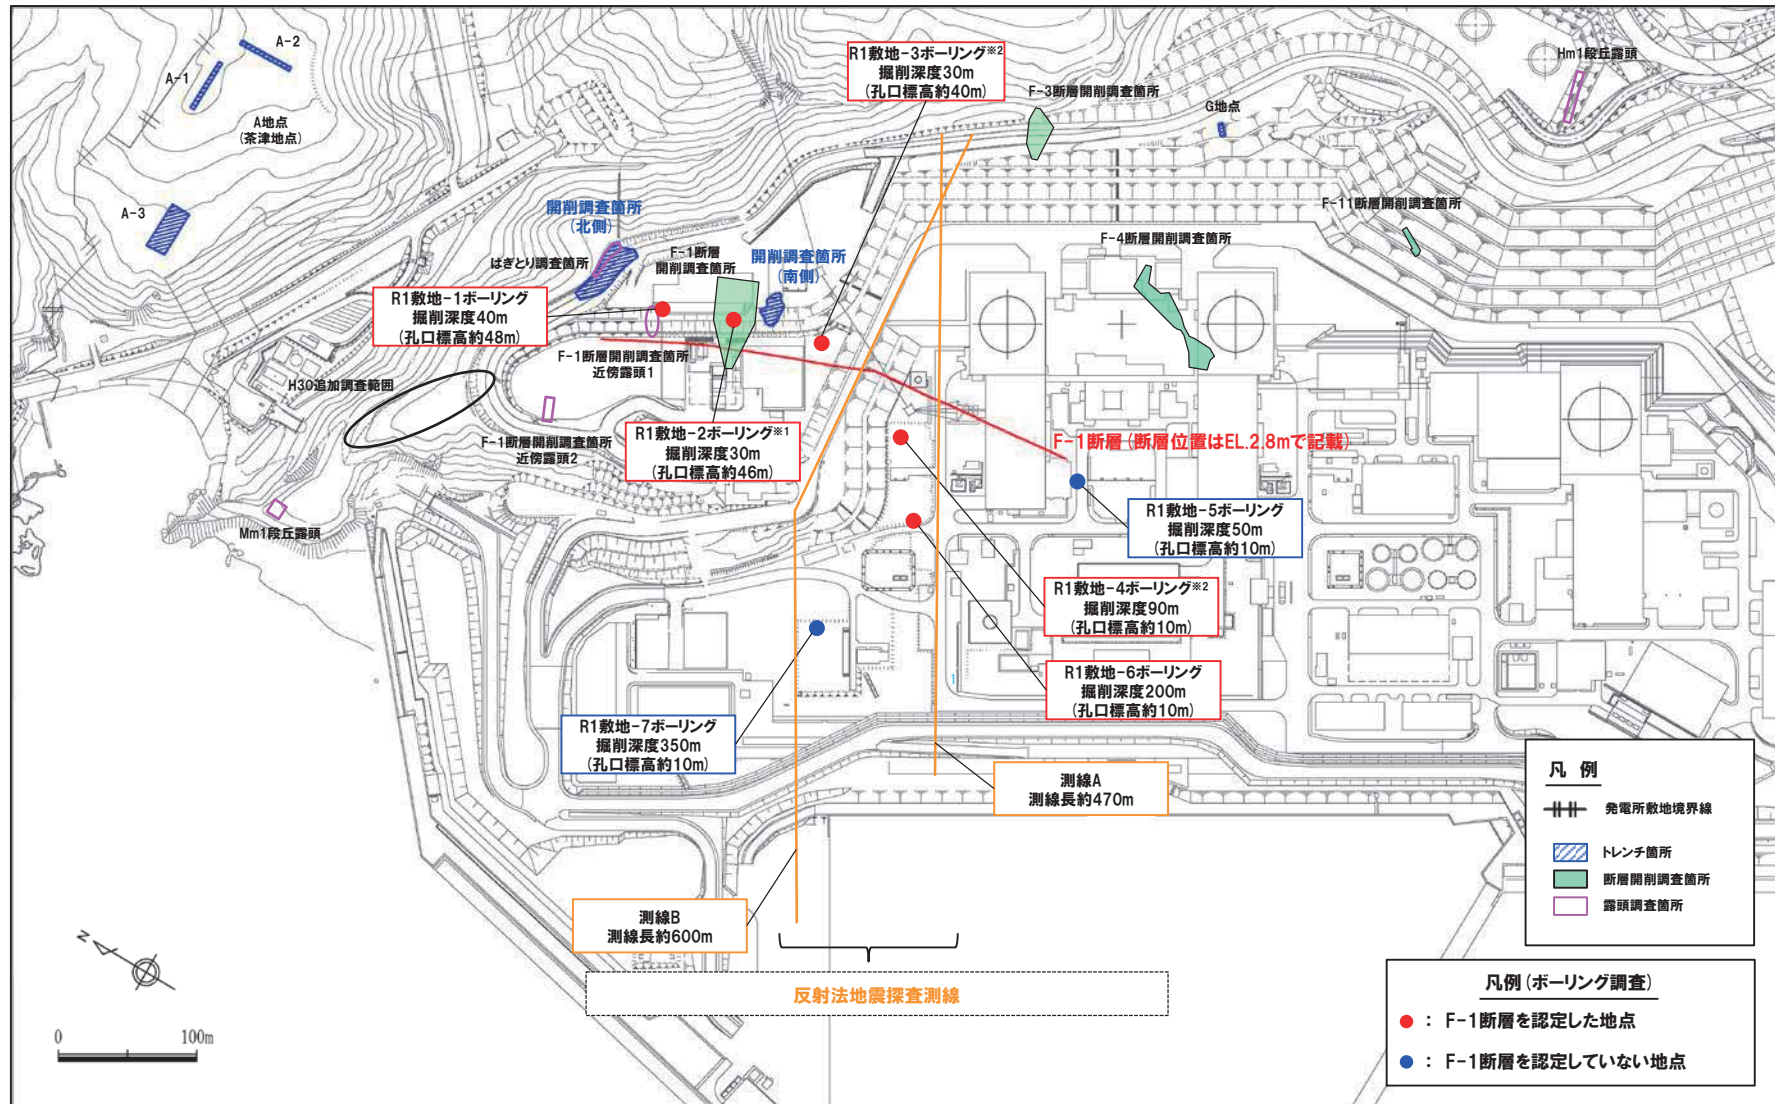 A-2
A-1
A地点
(茶津地点)
A-3
R1敷地-3ボーリング※2
掘削深度30m
(孔口標高約40m)
F-3断層開削調査箇所
G地点
Hm1段丘露頭
開削調査箇所
(北側)
はぎとり調査箇所
F-1断層
開削調査箇所
開削調査箇所
(南側)
F-11断層開削調査箇所
F-4断層開削調査箇所
R1敷地-1ボーリング
掘削深度40m
(孔口標高約48m)
F-1断層開削調査箇所
近傍露頭1
H30追加調査範囲
F-1断層開削調査箇所
近傍露頭2
R1敷地-2ボーリング※1
掘削深度30m
(孔口標高約46m)
F-1断層(断層位置はEL.2.8mで記載)
Mm1段丘露頭
R1敷地-5ボーリング
掘削深度50m
(孔口標高約10m)
R1敷地-4ボーリング※2
掘削深度90m
(孔口標高約10m)
R1敷地-6ボーリング
掘削深度200m
(孔口標高約10m)
R1敷地-7ボーリング
掘削深度350m
(孔口標高約10m)
測線A
測線長約470m
測線B
測線長約600m
反射法地震探査測線
N
0 100m
凡 例
発電所敷地境界線
トレンチ箇所
断層開削調査箇所
露頭調査箇所
凡例(ボーリング調査)
: F-1断層を認定した地点
: F-1断層を認定していない地点